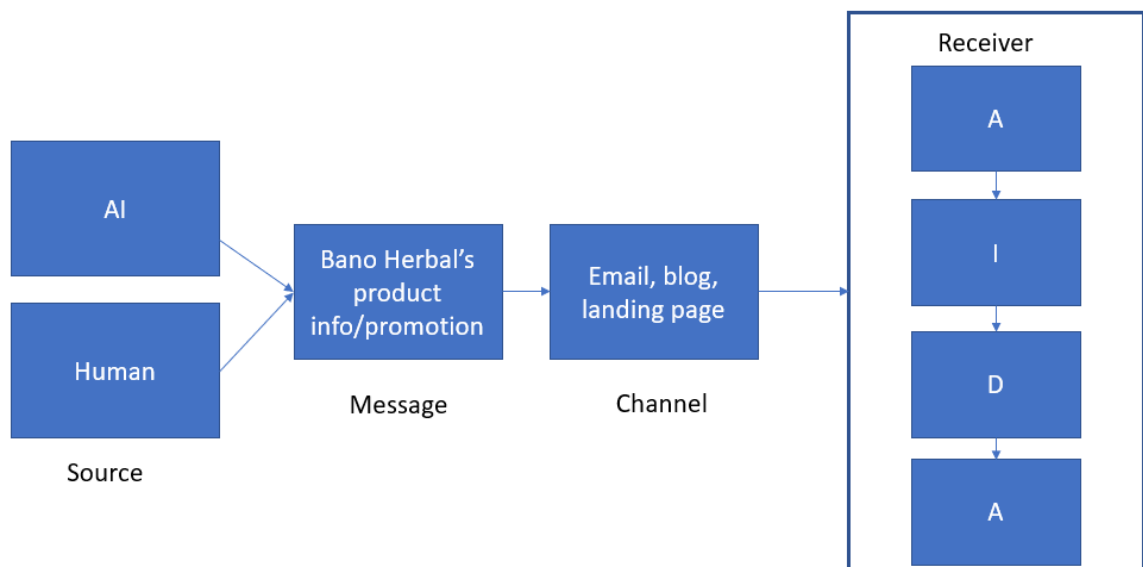 AI
Human
Source
Bano Herbal’s
product
info/promotion
Message
Email, blog,
landing page
Channel
Receiver
A
I
D
A